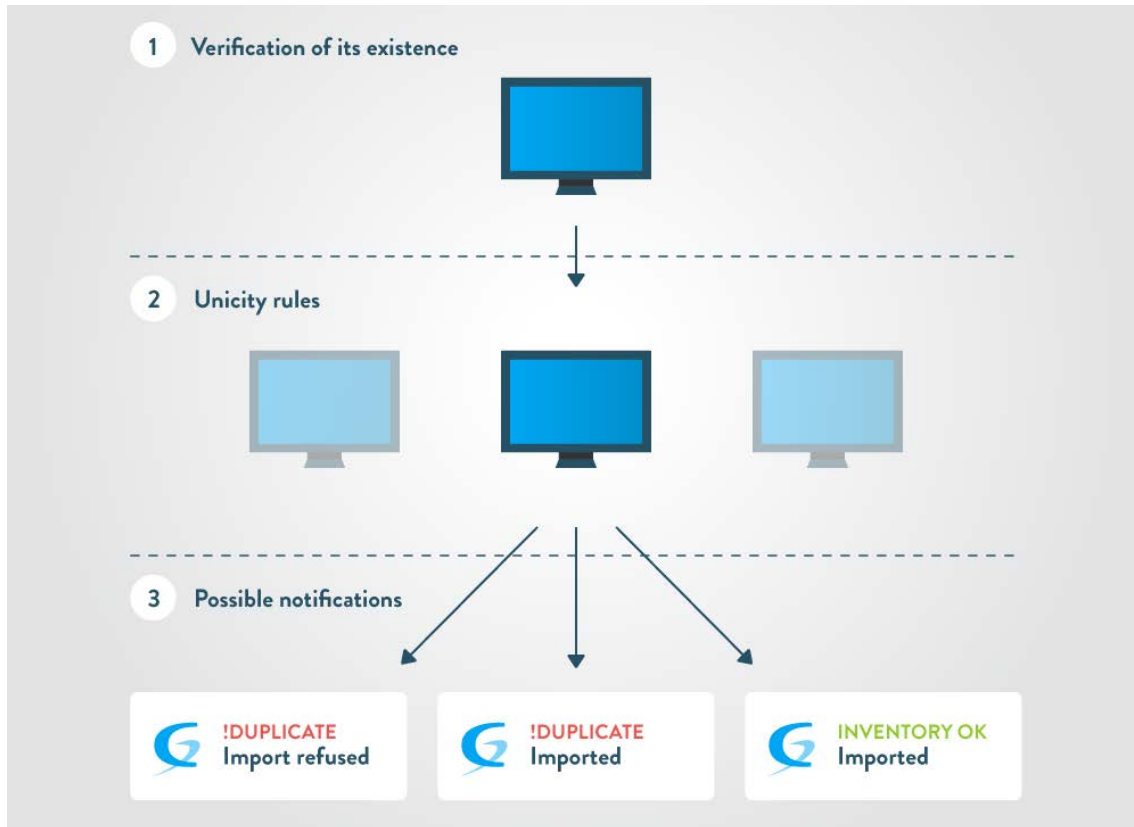 1 Verification of its existence
2 Unicity rules
3 Possible notifications
!DUPLICATE
Import refused
!DUPLICATE
Imported
INVENTORY OK
Imported